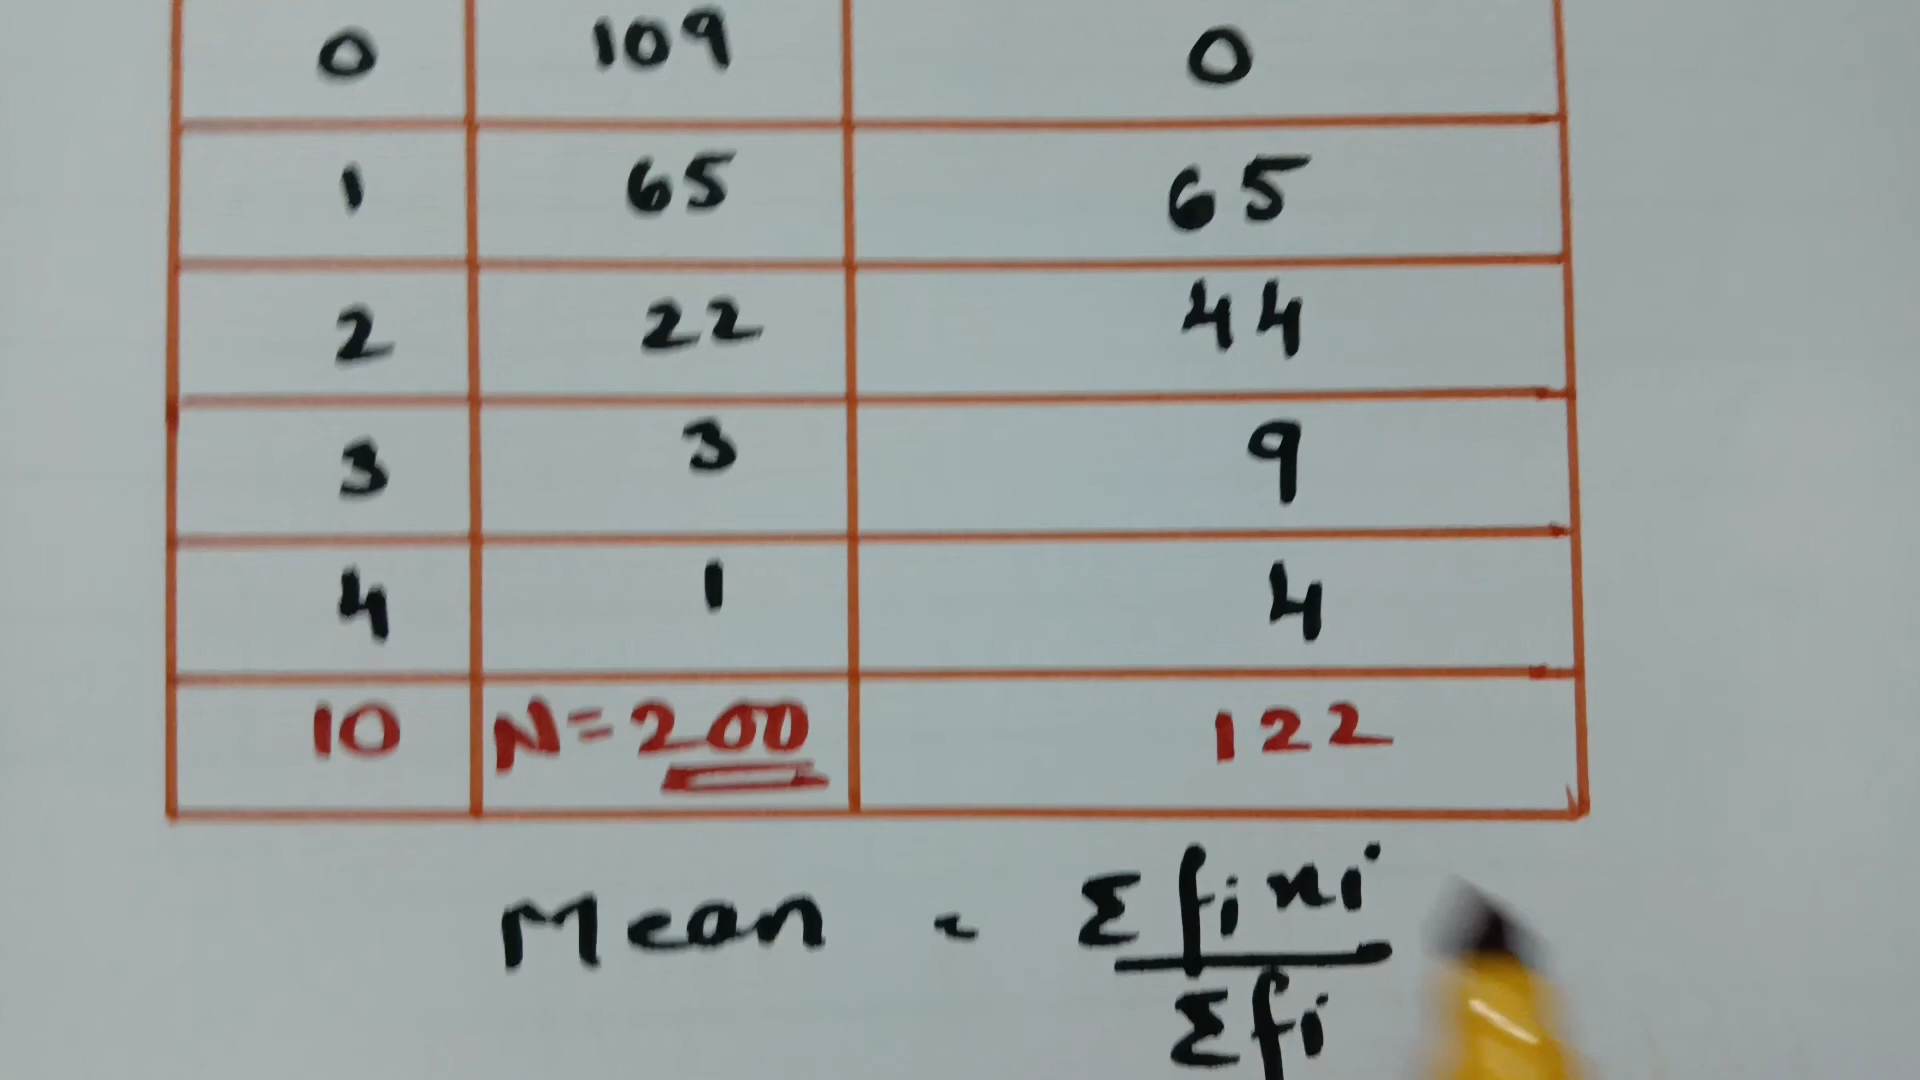 0 109 0
1 65 65
2 22 44
3 3 9
4 1 4
10 N=200 122
Mean = Σfixi
Σfi